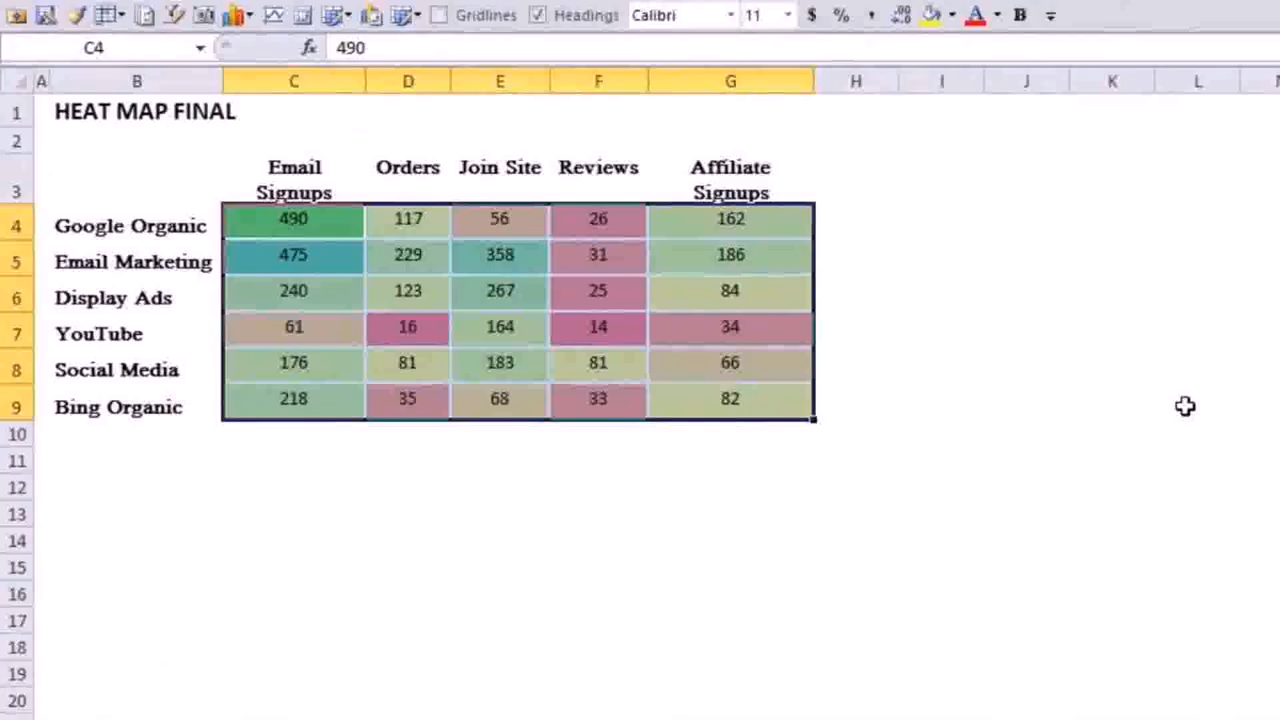 Gridlines Headings Calibri 11 $ % , B
C4 fx 490
A B C D E F G H I J K L
1 HEAT MAP FINAL
2
Email Orders Join Site Reviews Affiliate
3 Signups Signups
4 Google Organic 490 117 56 26 162
5 Email Marketing 475 229 358 31 186
6 Display Ads 240 123 267 25 84
7 YouTube 61 16 164 14 34
8 Social Media 176 81 183 81 66
9 Bing Organic 218 35 68 33 82
10
11
12
13
14
15
16
17
18
19
20